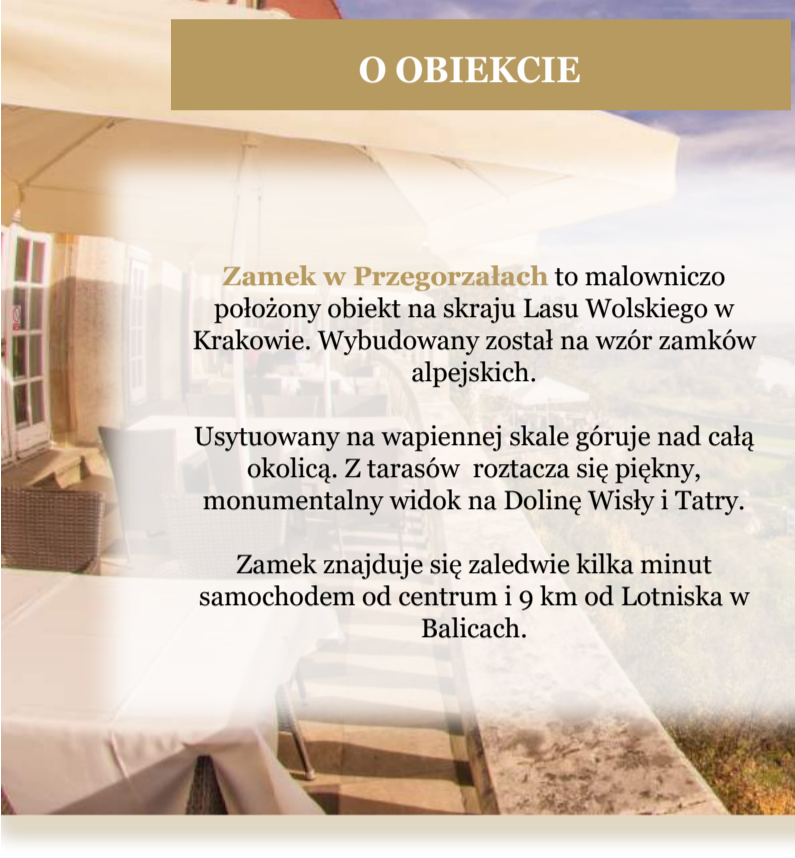 O OBIEKCIE
Zamek w Przegorzałach to malowniczo
położony obiekt na skraju Lasu Wolskiego w
Krakowie. Wybudowany został na wzór zamków
alpejskich.
Usytuowany na wapiennej skale góruje nad całą
okolicą. Z tarasów  roztacza się piękny,
monumentalny widok na Dolinę Wisły i Tatry.
Zamek znajduje się zaledwie kilka minut
samochodem od centrum i 9 km od Lotniska w
Balicach.